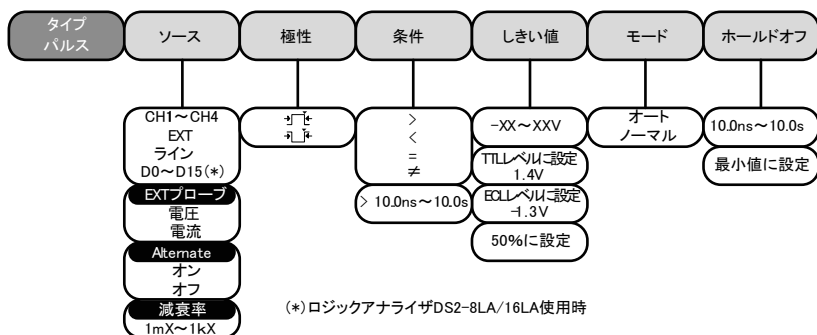 タイプ
パルス
ソース
極性
条件
しきい値
モード
ホールドオフ
CH1～CH4
EXT
ライン
D0～D15(*)
EXTプローブ
電圧
電流
Alternate
オン
オフ
減衰率
1mX～1kX
>
<
=
≠
> 10.0ns～10.0s
-XX～XXV
TTLレベルに設定
1.4V
ECLレベルに設定
-1.3V
50%に設定
オート
ノーマル
10.0ns～10.0s
最小値に設定
(*)ロジックアナライザDS2-8LA/16LA使用時